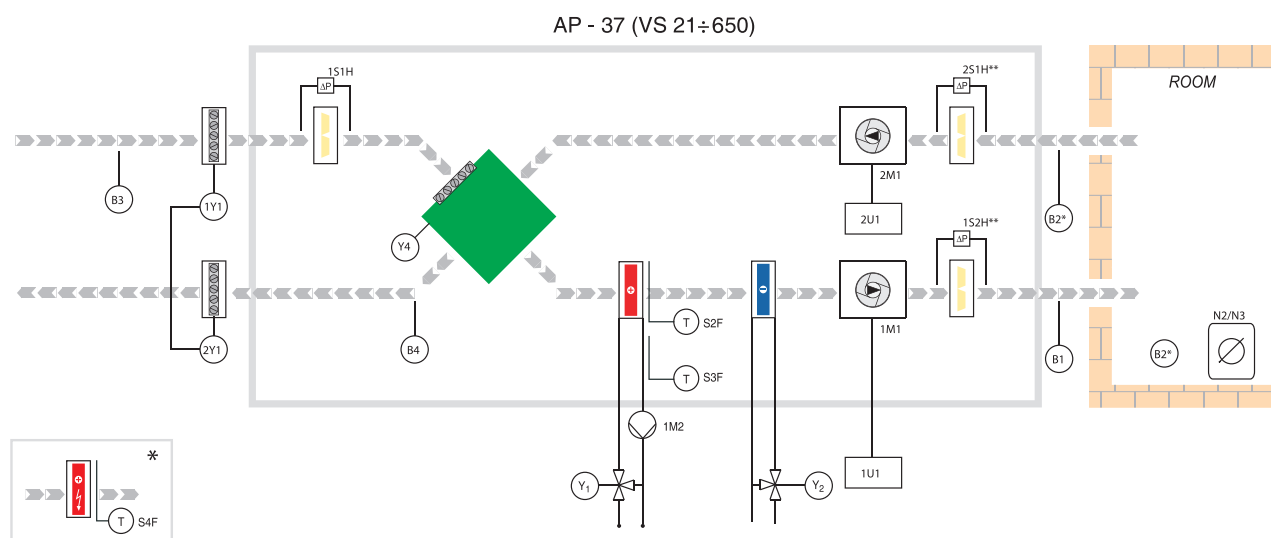 AP - 37 (VS 21÷650)
1S1H
2S1H**
ΔP
ΔP
ROOM
2M1
B3
1Y1
2U1
B2*
Y4
1S2H**
ΔP
1M1
N2/N3
T S2F
2Y1
B4
B1
B2*
T S3F
1M2
*
1U1
Y1
Y2
T S4F